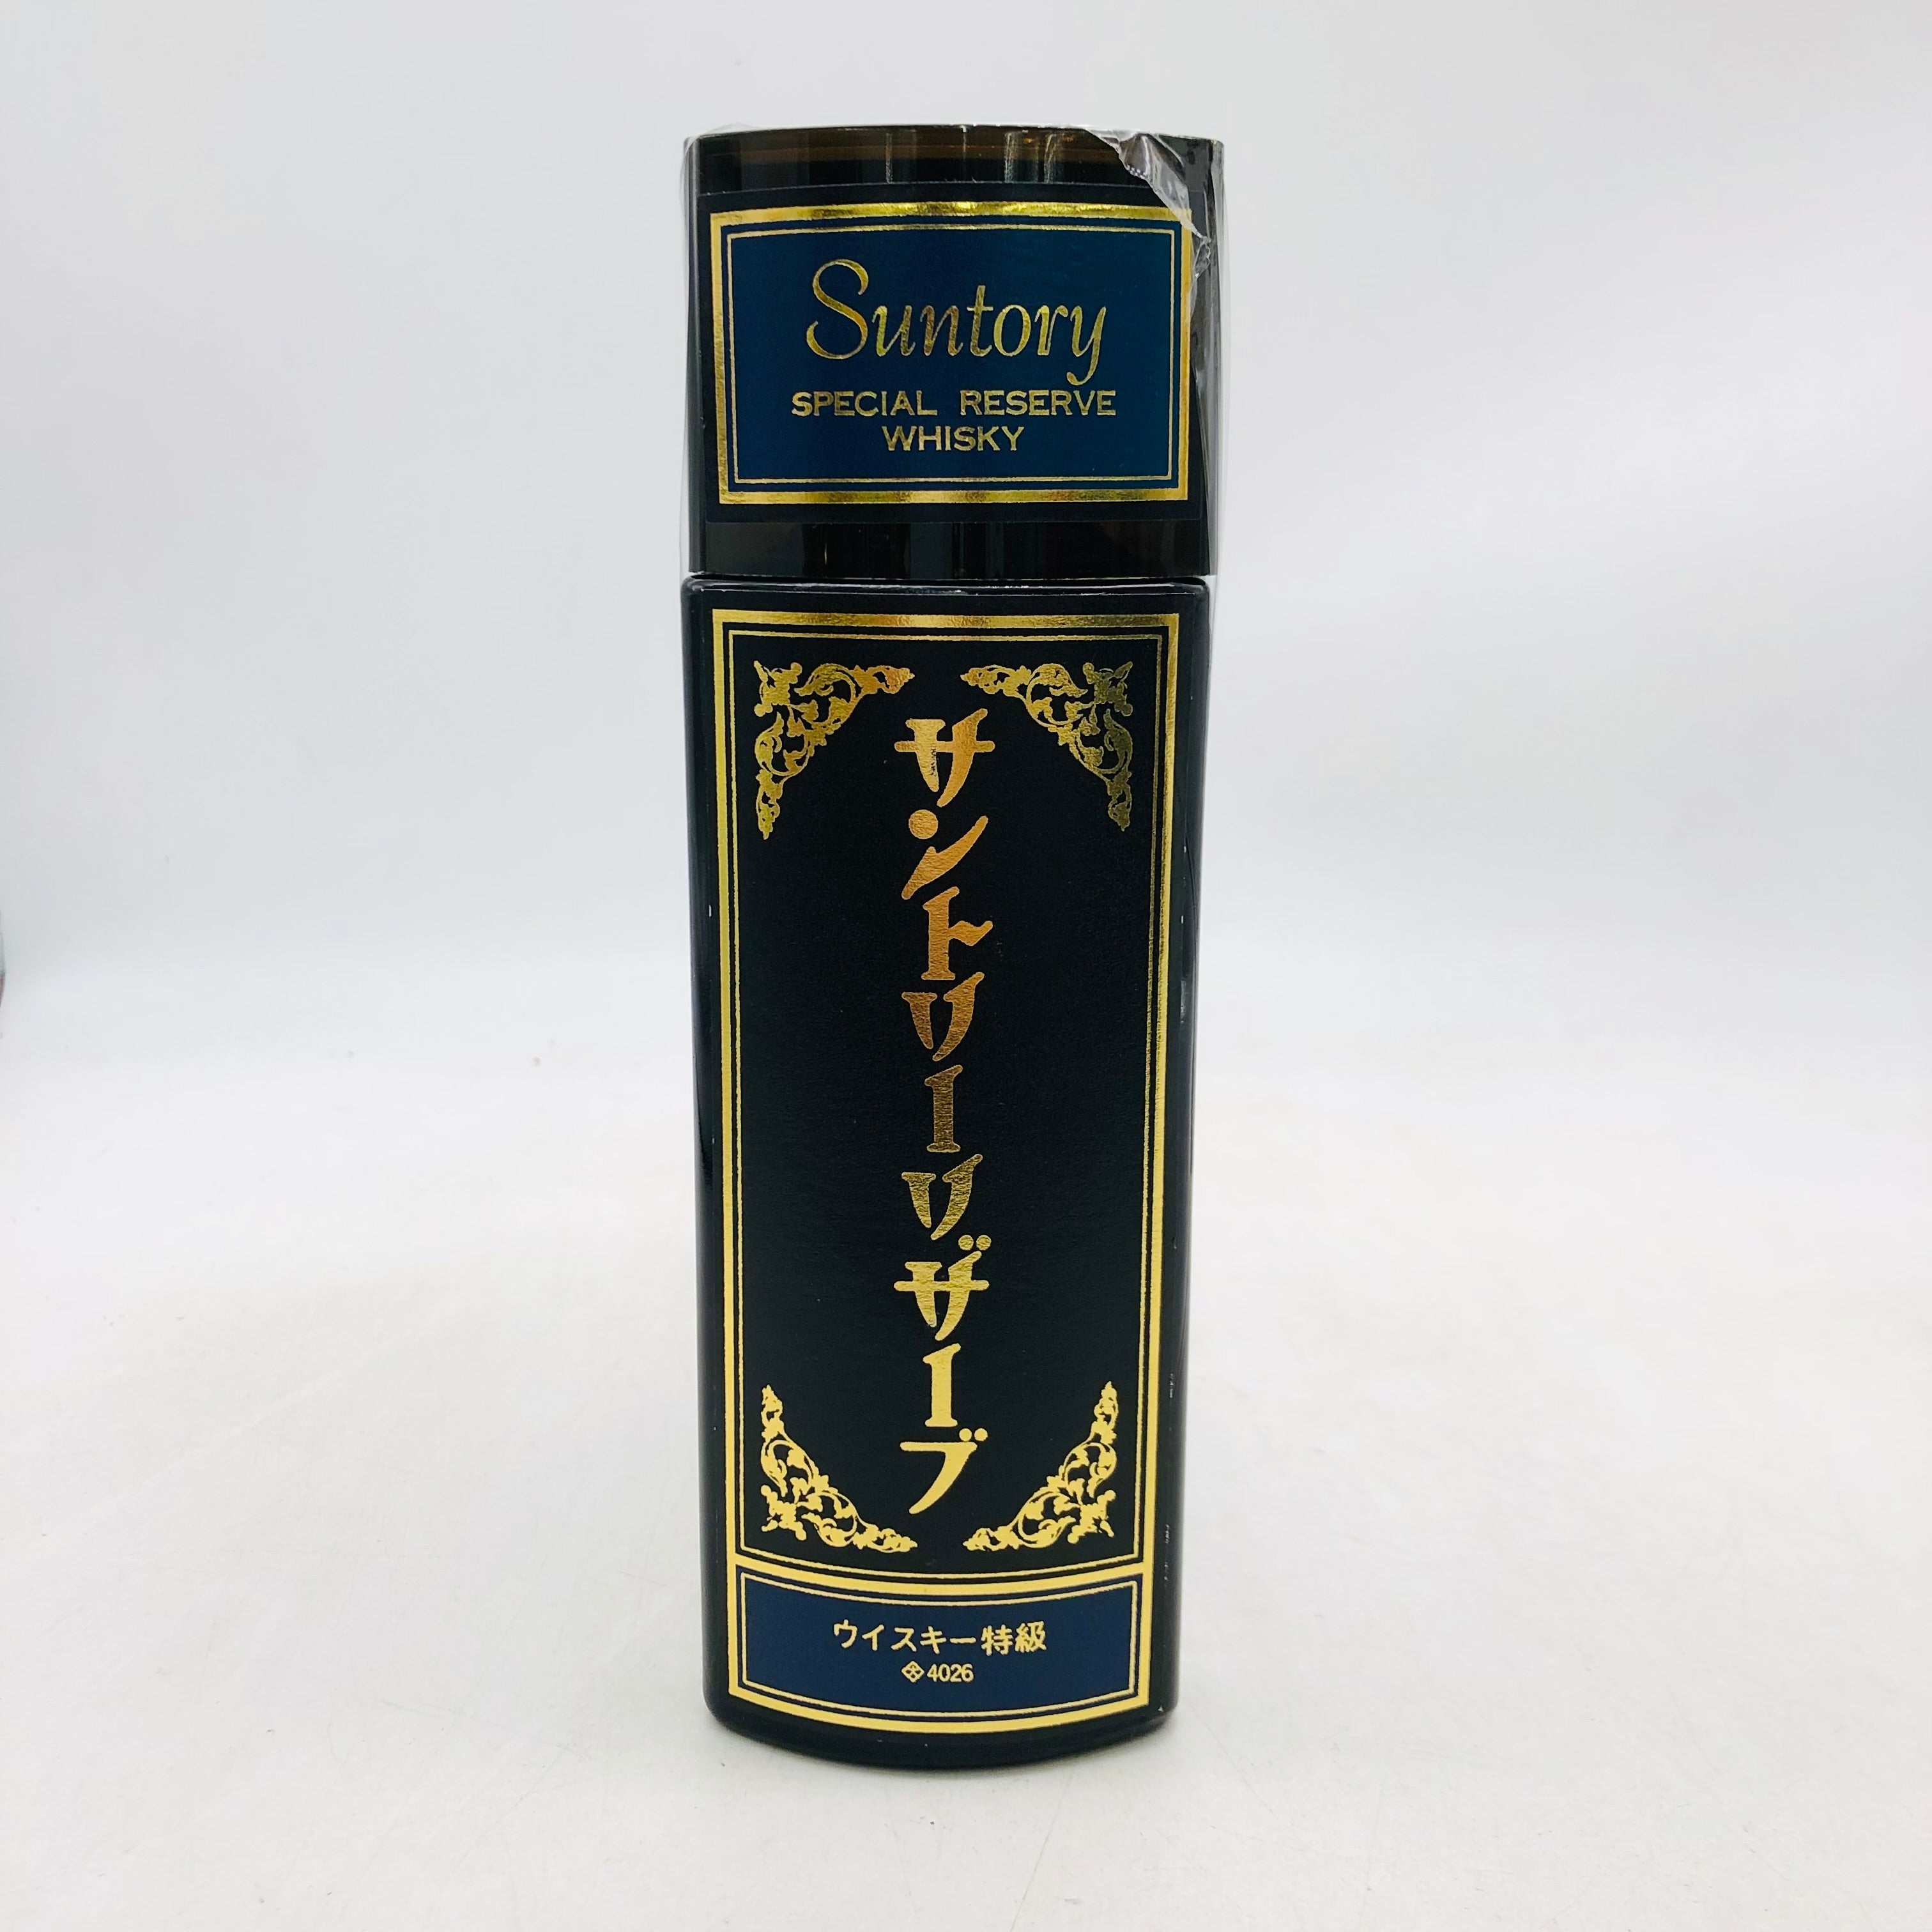 Suntory
SPECIAL RESERVE
WHISKY
サントリーリザーブ
ウイスキー特級
4026